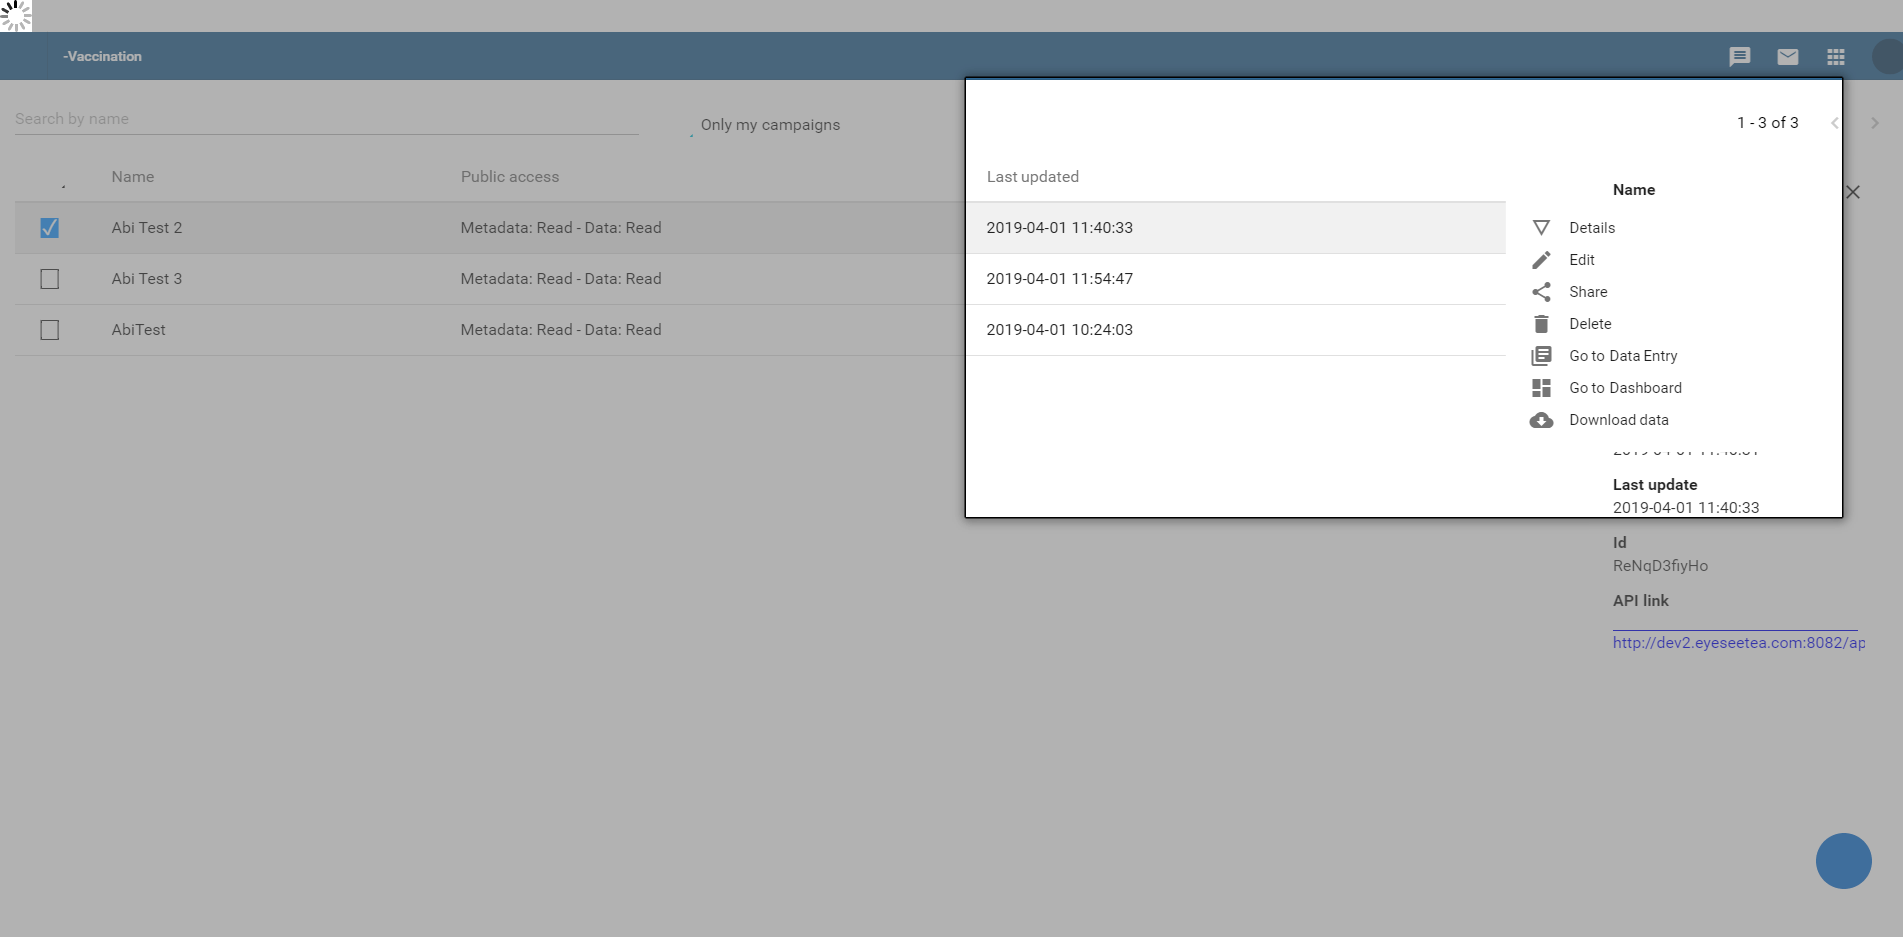 -Vaccination
Search by name
Only my campaigns
1 - 3 of 3
Name Public access Last updated
Abi Test 2 Metadata: Read - Data: Read 2019-04-01 11:40:33
Abi Test 3 Metadata: Read - Data: Read 2019-04-01 11:54:47
AbiTest Metadata: Read - Data: Read 2019-04-01 10:24:03
Name
Details
Edit
Share
Delete
Go to Data Entry
Go to Dashboard
Download data
Last update
2019-04-01 11:40:33
Id
ReNqD3fiyHo
API link
http://dev2.eyeseetea.com:8082/ap